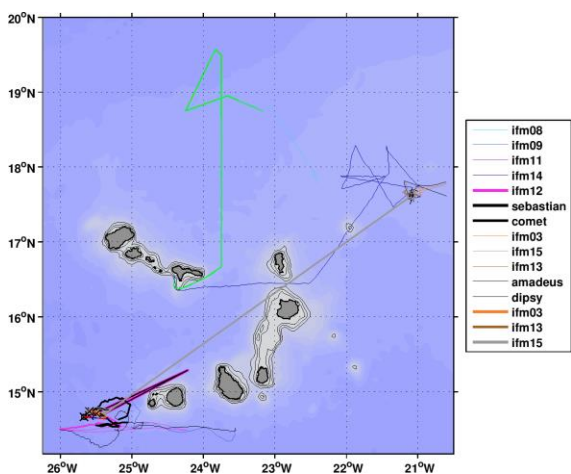 20°N
19°N
18°N
17°N
16°N
15°N
26°W 25°W 24°W 23°W 22°W 21°W
ifm08
ifm09
ifm11
ifm14
ifm12
sebastian
comet
ifm03
ifm15
ifm13
amadeus
dipsy
ifm03
ifm13
ifm15